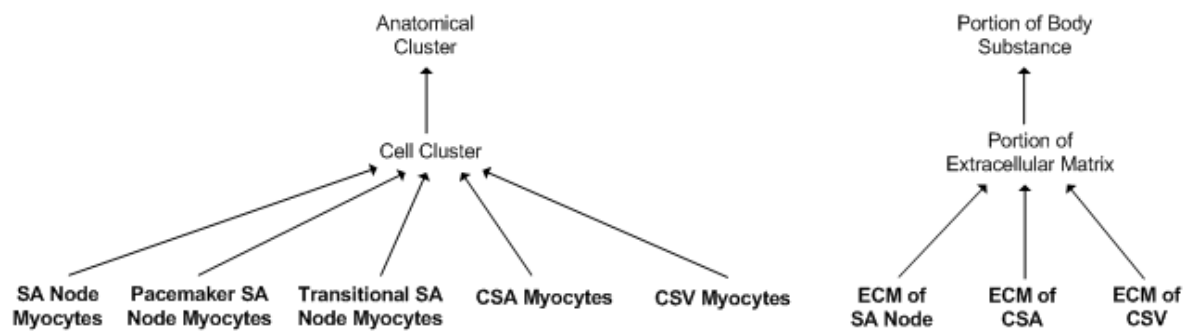 Anatomical
Cluster
Cell Cluster
SA Node
Myocytes
Pacemaker SA
Node Myocytes
Transitional SA
Node Myocytes
CSA Myocytes
CSV Myocytes
Portion of Body
Substance
Portion of
Extracellular Matrix
ECM of
SA Node
ECM of
CSA
ECM of
CSV